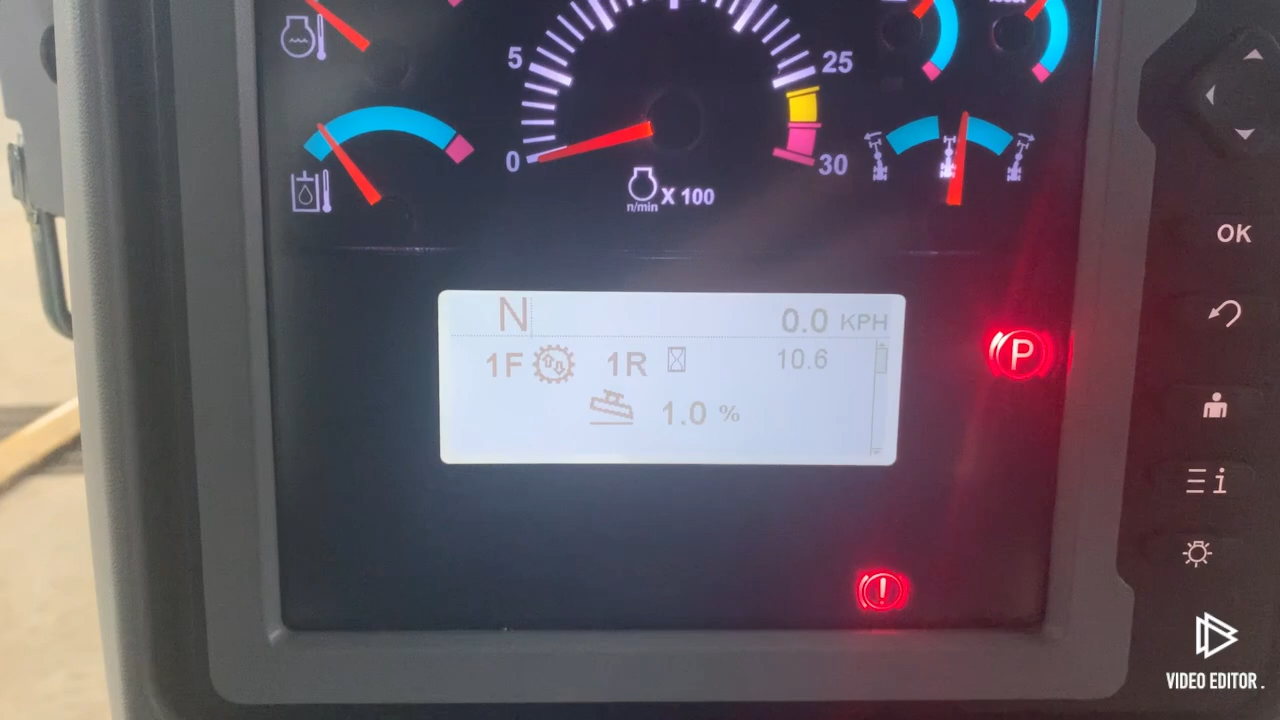 5
25
0
30
n/min
X 100
N
0.0 KPH
1F 1R 10.6
1.0 %
P
!
OK
i
VIDEO EDITOR .